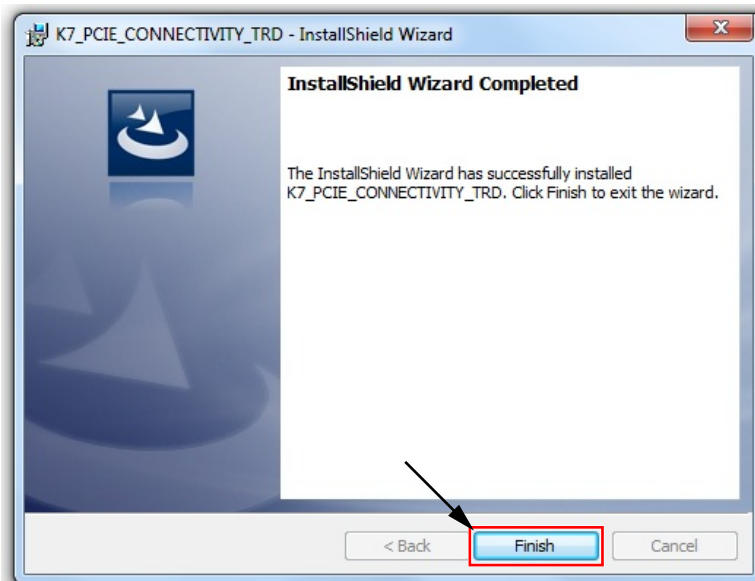 K7_PCIE_CONNECTIVITY_TRD - InstallShield Wizard
InstallShield Wizard Completed
The InstallShield Wizard has successfully installed
K7_PCIE_CONNECTIVITY_TRD. Click Finish to exit the wizard.
< Back Finish Cancel